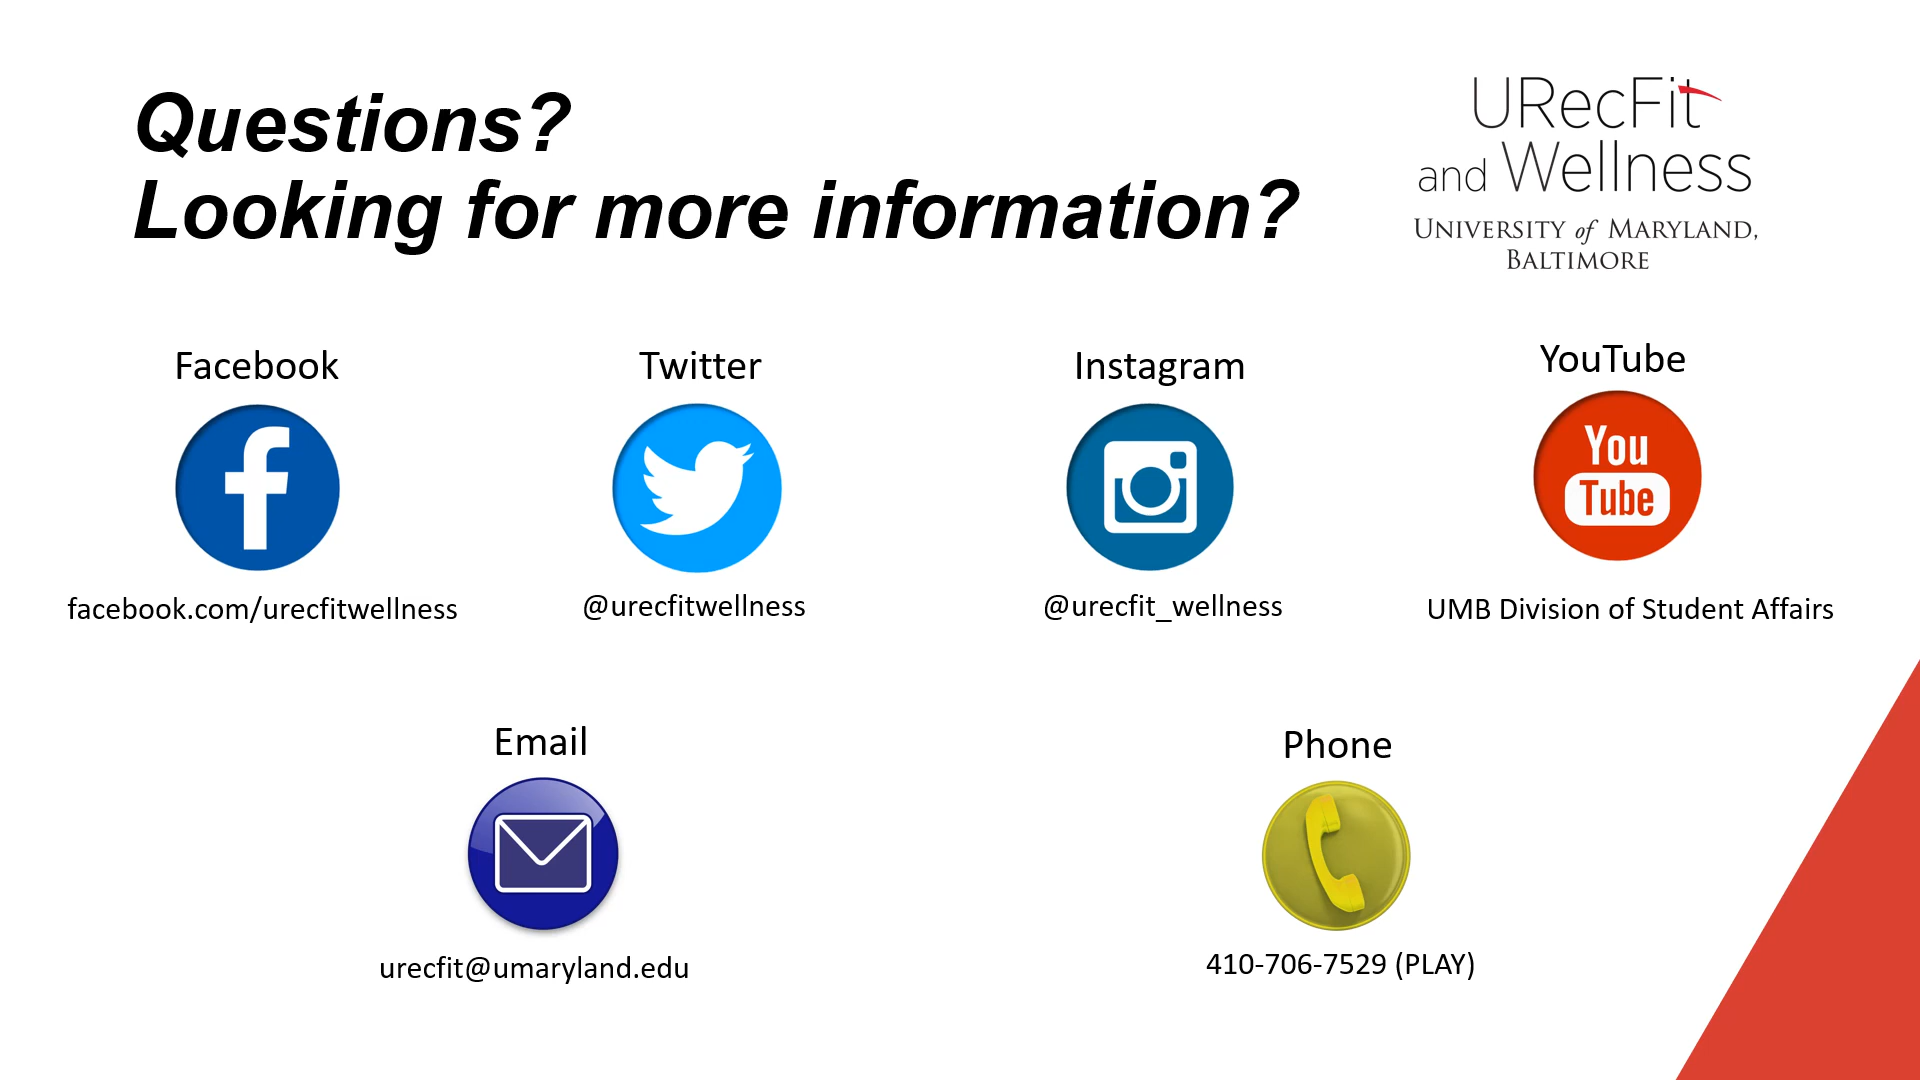 Questions?
Looking for more information?
URecFit
and Wellness
UNIVERSITY of MARYLAND,
BALTIMORE
Facebook
Twitter
Instagram
YouTube
You
Tube
facebook.com/urecfitwellness
@urecfitwellness
@urecfit_wellness
UMB Division of Student Affairs
Email
Phone
urecfit@umaryland.edu
410-706-7529 (PLAY)